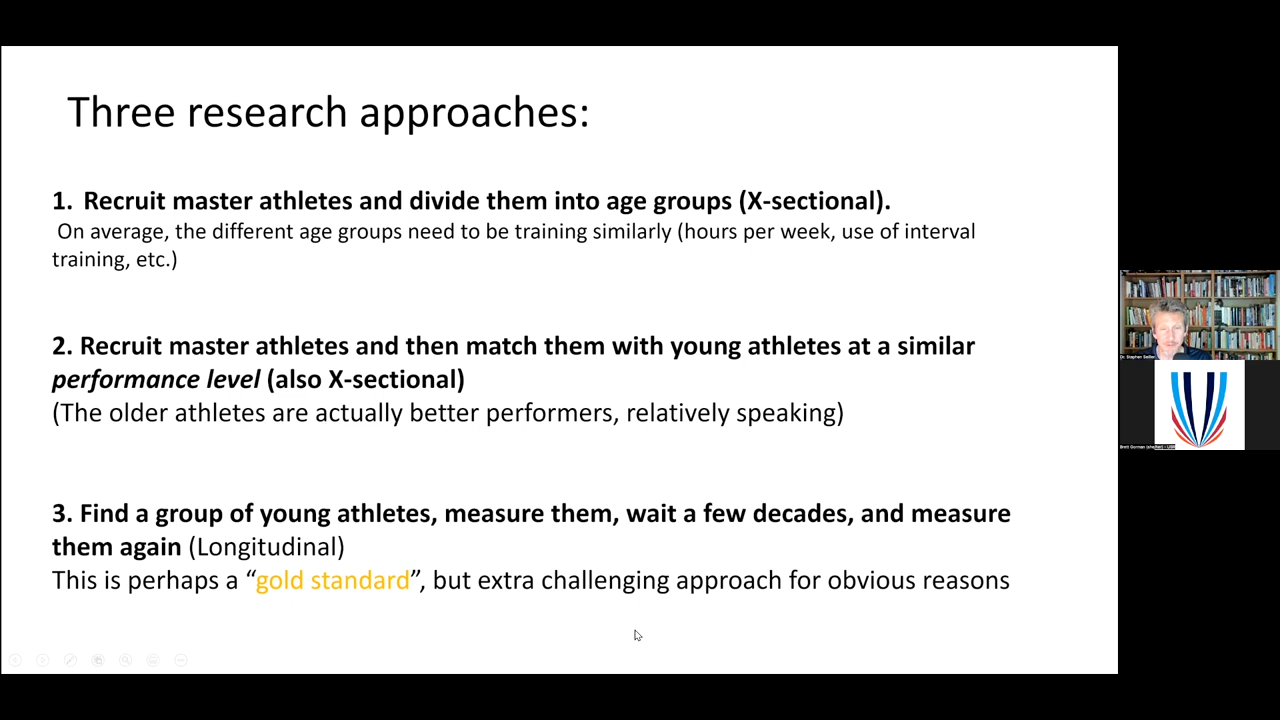 Three research approaches:
1. Recruit master athletes and divide them into age groups (X-sectional).
On average, the different age groups need to be training similarly (hours per week, use of interval
training, etc.)
2. Recruit master athletes and then match them with young athletes at a similar
performance level (also X-sectional)
(The older athletes are actually better performers, relatively speaking)
3. Find a group of young athletes, measure them, wait a few decades, and measure
them again (Longitudinal)
This is perhaps a “gold standard”, but extra challenging approach for obvious reasons
Dr. Stephen Seiler
Brett Gorman